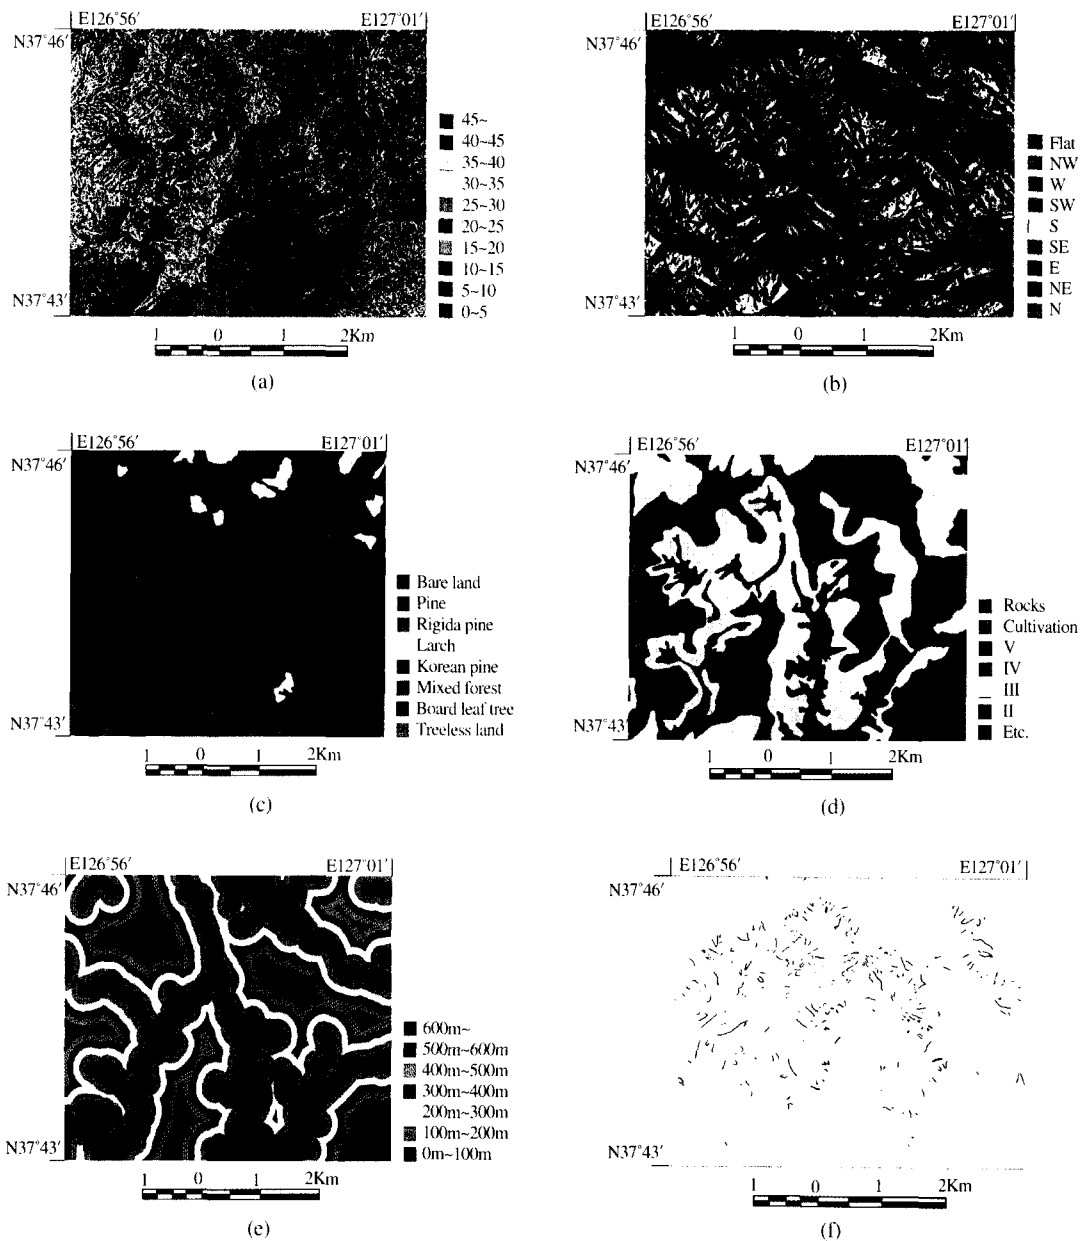 E126°56′ E127°01′
N37°46′
45~
40~45
35~40
30~35
25~30
20~25
15~20
10~15
5~10
0~5
N37°43′
1 0 1 2Km
(a)
E126°56′ E127°01′
N37°46′
Flat
NW
W
SW
S
SE
E
NE
N
N37°43′
1 0 1 2Km
(b)
E126°56′ E127°01′
N37°46′
Bare land
Pine
Rigida pine
Larch
Korean pine
Mixed forest
Board leaf tree
Treeless land
N37°43′
1 0 1 2Km
(c)
E126°56′ E127°01′
N37°46′
Rocks
Cultivation
V
IV
III
II
Etc.
N37°43′
1 0 1 2Km
(d)
E126°56′ E127°01′
N37°46′
600m~
500m~600m
400m~500m
300m~400m
200m~300m
100m~200m
0m~100m
N37°43′
1 0 1 2Km
(e)
E126°56′ E127°01′
N37°46′
N37°43′
1 0 1 2Km
(f)